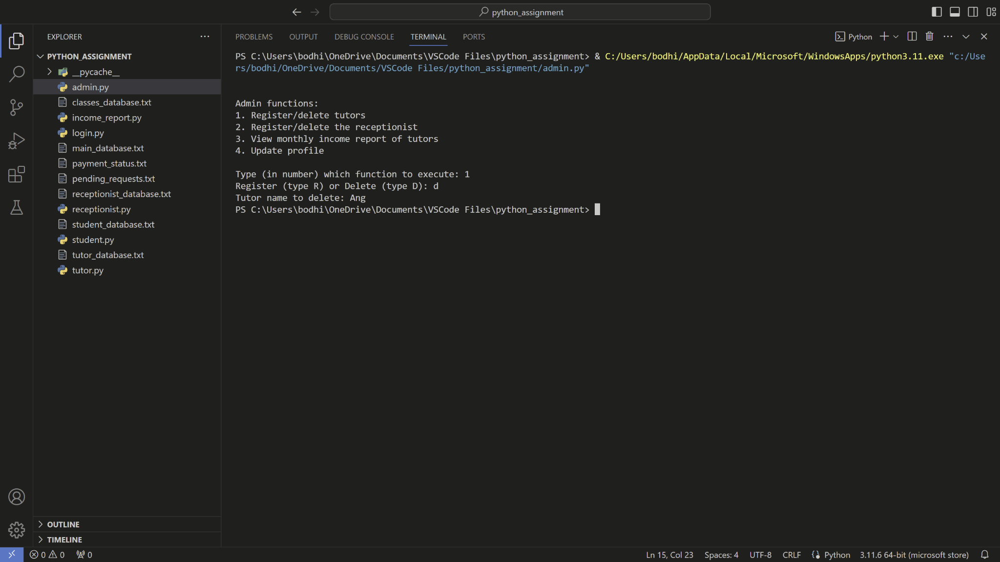 python_assignment
EXPLORER
PYTHON_ASSIGNMENT
__pycache__
admin.py
classes_database.txt
income_report.py
login.py
main_database.txt
payment_status.txt
pending_requests.txt
receptionist_database.txt
receptionist.py
student_database.txt
student.py
tutor_database.txt
tutor.py
OUTLINE
TIMELINE
PROBLEMS OUTPUT DEBUG CONSOLE TERMINAL PORTS
Python
PS C:\Users\bodhi\OneDrive\Documents\VSCode Files\python_assignment> & C:/Users/bodhi/AppData/Local/Microsoft/WindowsApps/python3.11.exe "c:/Use
rs/bodhi/OneDrive/Documents/VSCode Files/python_assignment/admin.py"
Admin functions:
1. Register/delete tutors
2. Register/delete the receptionist
3. View monthly income report of tutors
4. Update profile
Type (in number) which function to execute: 1
Register (type R) or Delete (type D): d
Tutor name to delete: Ang
PS C:\Users\bodhi\OneDrive\Documents\VSCode Files\python_assignment>
0 0 0 Ln 15, Col 23 Spaces: 4 UTF-8 CRLF Python 3.11.6 64-bit (microsoft store)